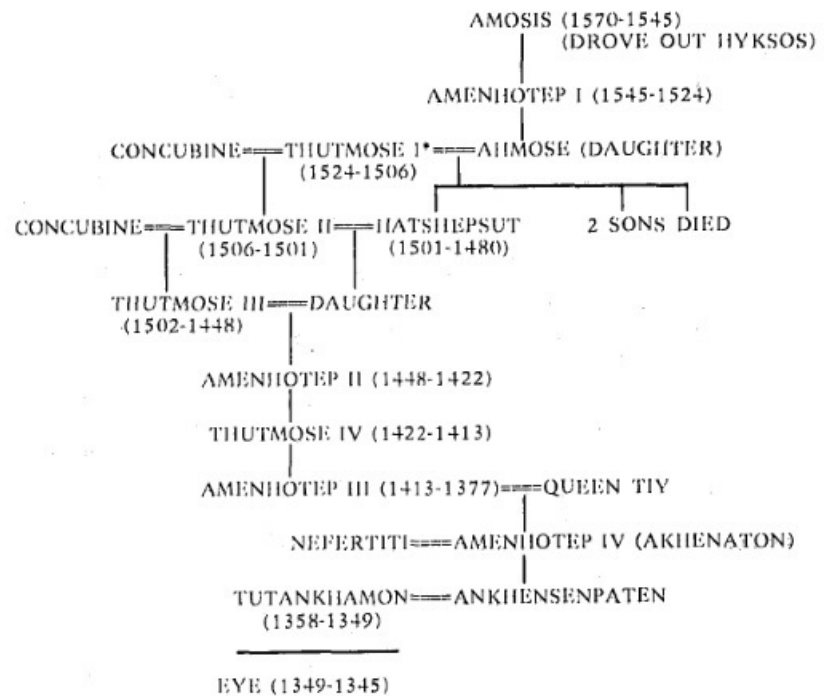 AMOSIS (1570-1545)
(DROVE OUT HYKSOS)
AMENHOTEP I (1545-1524)
CONCUBINE THUTMOSE I* AHMOSE (DAUGHTER)
(1524-1506)
CONCUBINE THUTMOSE II HATSHEPSUT 2 SONS DIED
(1506-1501) (1501-1480)
THUTMOSE III DAUGHTER
(1502-1448)
AMENHOTEP II (1448-1422)
THUTMOSE IV (1422-1413)
AMENHOTEP III (1413-1377) QUEEN TIY
NEFERTITI AMENHOTEP IV (AKHENATON)
TUTANKHAMON ANKHENSENPATEN
(1358-1349)
EYE (1349-1345)